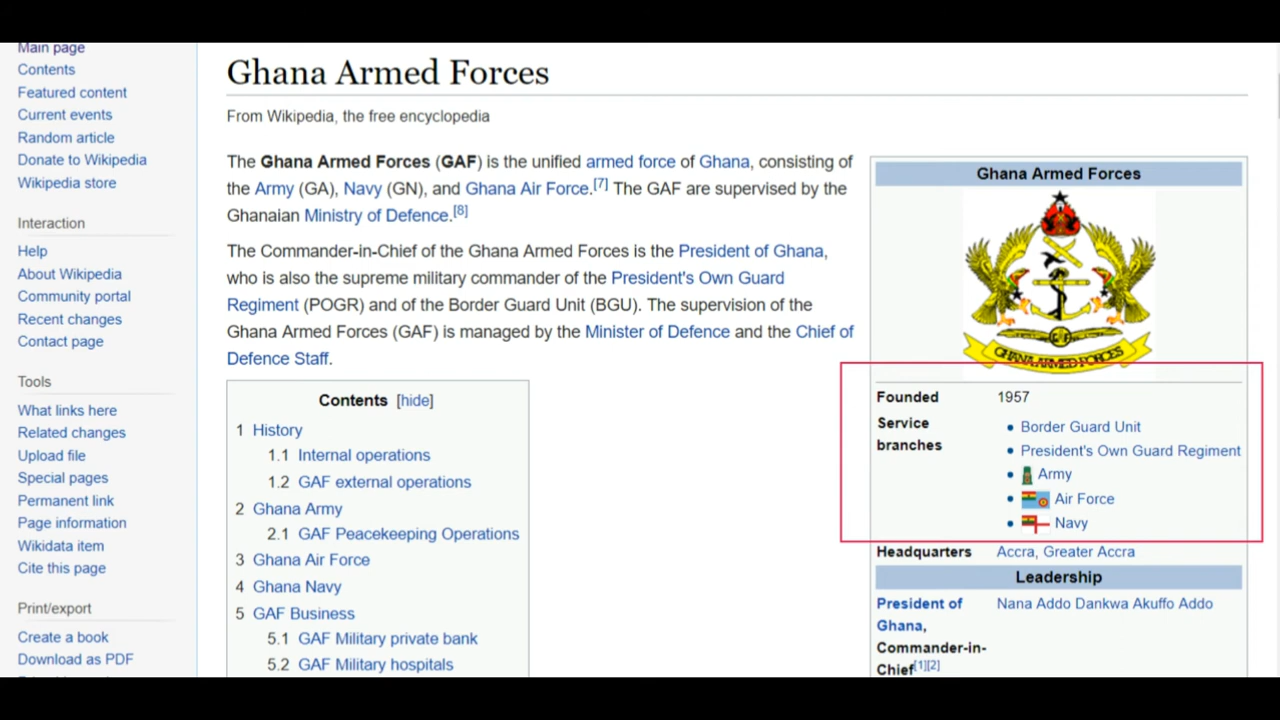 Main page
Contents
Featured content
Current events
Random article
Donate to Wikipedia
Wikipedia store
Interaction
Help
About Wikipedia
Community portal
Recent changes
Contact page
Tools
What links here
Related changes
Upload file
Special pages
Permanent link
Page information
Wikidata item
Cite this page
Print/export
Create a book
Download as PDF
Ghana Armed Forces
From Wikipedia, the free encyclopedia
The Ghana Armed Forces (GAF) is the unified armed force of Ghana, consisting of
the Army (GA), Navy (GN), and Ghana Air Force.[7] The GAF are supervised by the
Ghanaian Ministry of Defence.[8]
The Commander-in-Chief of the Ghana Armed Forces is the President of Ghana,
who is also the supreme military commander of the President's Own Guard
Regiment (POGR) and of the Border Guard Unit (BGU). The supervision of the
Ghana Armed Forces (GAF) is managed by the Minister of Defence and the Chief of
Defence Staff.
Contents [hide]
1 History
1.1 Internal operations
1.2 GAF external operations
2 Ghana Army
2.1 GAF Peacekeeping Operations
3 Ghana Air Force
4 Ghana Navy
5 GAF Business
5.1 GAF Military private bank
5.2 GAF Military hospitals
Ghana Armed Forces
GHANA ARMED FORCES
Founded 1957
Service branches
• Border Guard Unit
• President's Own Guard Regiment
• Army
• Air Force
• Navy
Headquarters Accra, Greater Accra
Leadership
President of Ghana, Commander-in-Chief[1][2] Nana Addo Dankwa Akuffo Addo